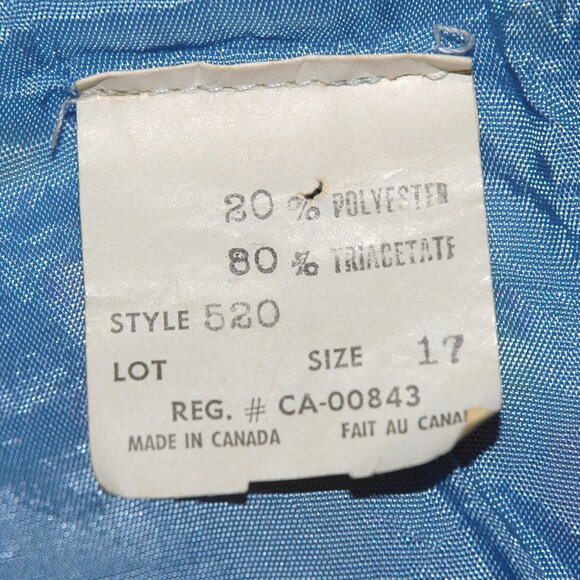 20 % POLYESTER
80 % TRIACETATE
STYLE 520
LOT SIZE 17
REG. # CA-00843
MADE IN CANADA FAIT AU CANA